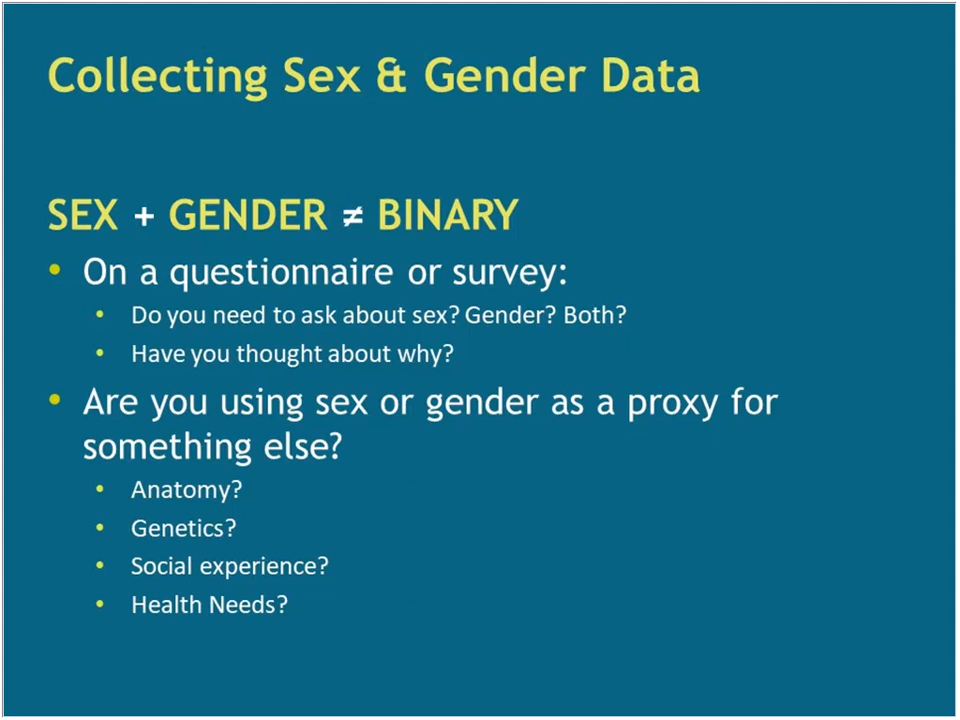 Collecting Sex & Gender Data
SEX + GENDER ≠ BINARY
• On a questionnaire or survey:
• Do you need to ask about sex? Gender? Both?
• Have you thought about why?
• Are you using sex or gender as a proxy for
something else?
• Anatomy?
• Genetics?
• Social experience?
• Health Needs?